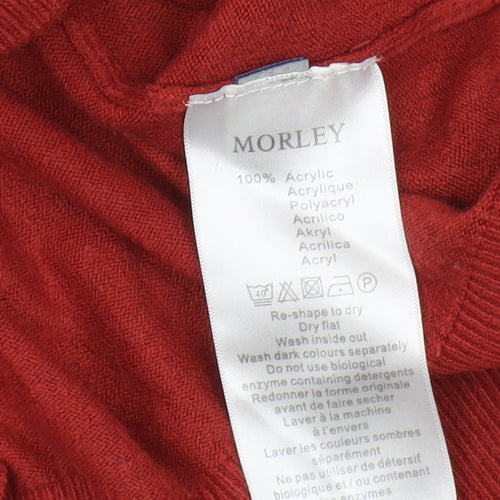 MORLEY
100% Acrylic
Acrylique
Polyacryl
Acrilico
Akryl
Acrilica
Acryl
40° P
Re-shape to dry
Dry flat
Wash inside out
Wash dark colours separately
Do not use biological
enzyme containing detergents
Redonner la forme originale
avant de faire secher
Laver à la machine
à l'envers
Laver les couleurs sombres
séparément
Ne pas utiliser de détersif
biologique et / ou contenant